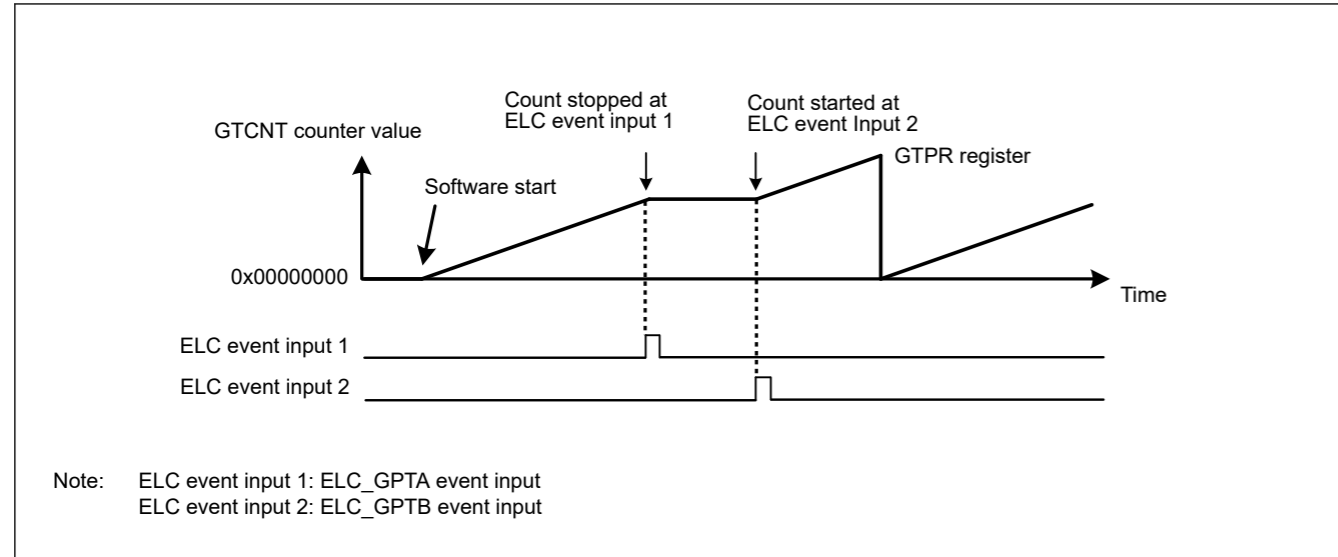 Count stopped at
ELC event input 1
Count started at
ELC event Input 2
GTCNT counter value
GTPR register
Software start
0x00000000
Time
ELC event input 1
ELC event input 2
Note: ELC event input 1: ELC_GPTA event input
ELC event input 2: ELC_GPTB event input